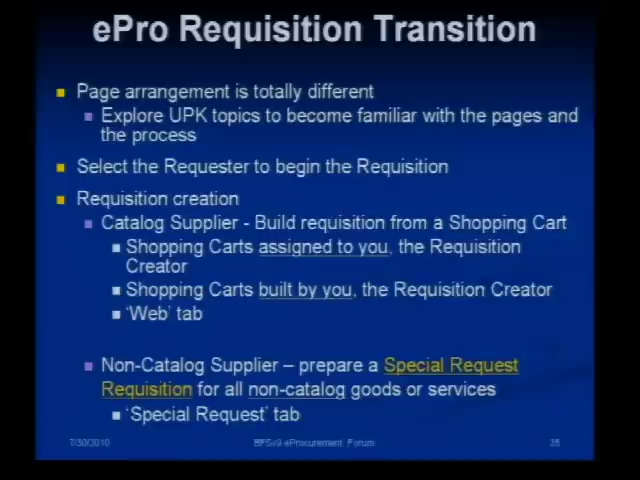 ePro Requisition Transition
Page arrangement is totally different
Explore UPK topics to become familiar with the pages and
the process
Select the Requester to begin the Requisition
Requisition creation
Catalog Supplier - Build requisition from a Shopping Cart
Shopping Carts assigned to you, the Requisition
Creator
Shopping Carts built by you, the Requisition Creator
‘Web’ tab
Non-Catalog Supplier – prepare a Special Request
Requisition for all non-catalog goods or services
‘Special Request’ tab
7/30/2010 BFSv9 eProcurement Forum 35